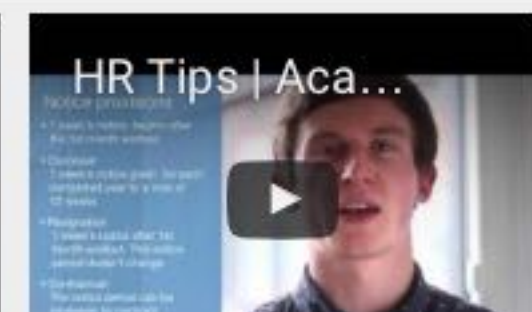 HR Tips | Aca...
Notice provisions
1 week's notice begins after
the 1st month worked
Dismissal
1 week's notice given for each
completed year to a max of
12 weeks
Resignation
1 week's notice after 1st
month worked. This notice
period doesn't change
Contractual
The notice period can be